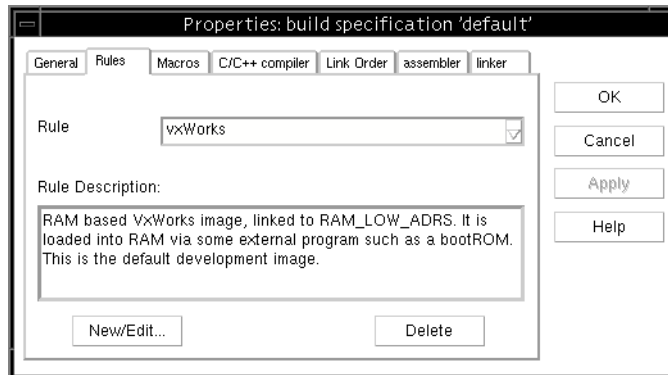 Properties: build specification 'default'
General Rules Macros C/C++ compiler Link Order assembler linker
OK
Rule vxWorks
Cancel
Rule Description:
Apply
RAM based VxWorks image, linked to RAM_LOW_ADRS. It is
loaded into RAM via some external program such as a bootROM.
This is the default development image.
Help
New/Edit... Delete